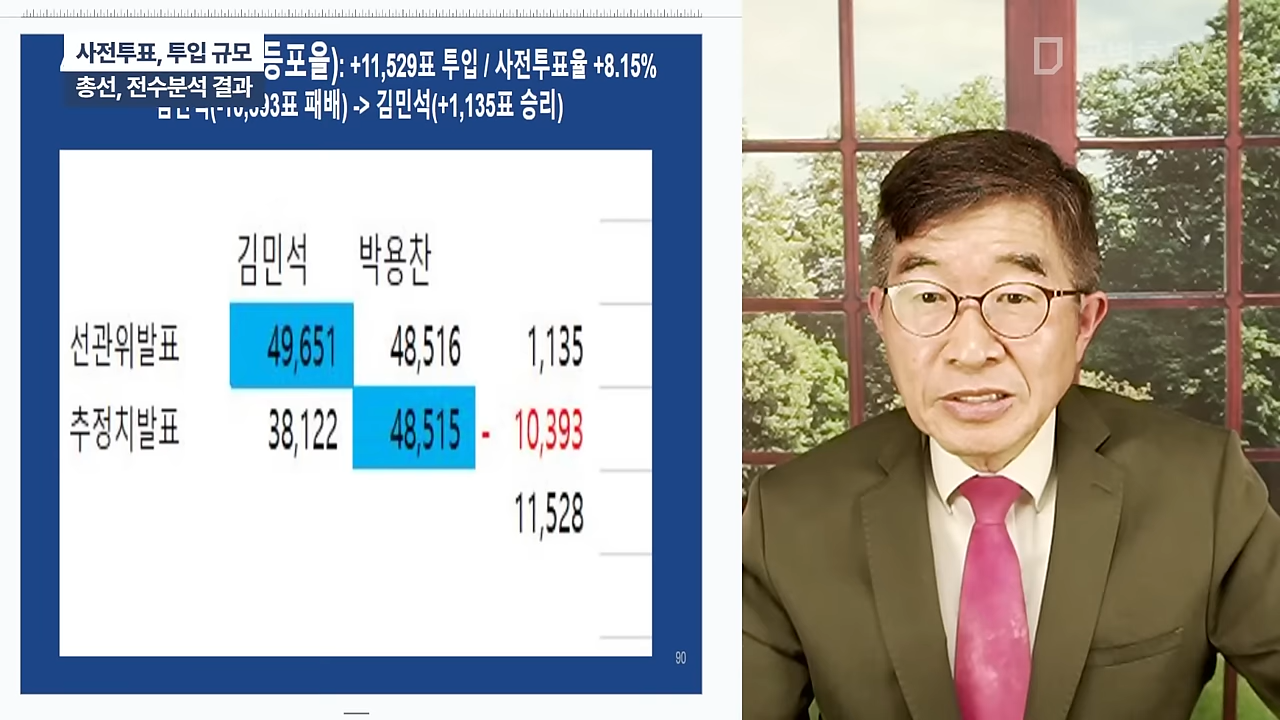 사전투표, 투입 규모
총선, 전수분석 결과
등포을): +11,529표 투입 / 사전투표율 +8.15%
패배) -> 김민석(+1,135표 승리)
김민석 박용찬
선관위발표 49,651 48,516 1,135
추정치발표 38,122 48,515 - 10,393
11,528
90